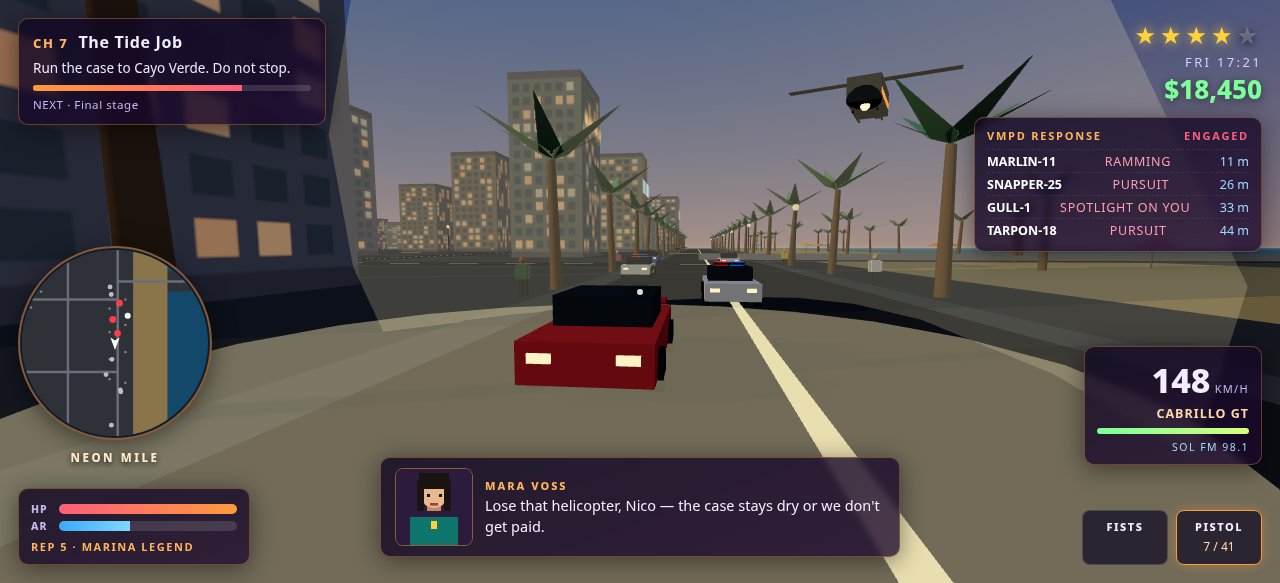 CH 7 The Tide Job
Run the case to Cayo Verde. Do not stop.
NEXT · Final stage
FRI 17:21
$18,450
VMPD RESPONSE ENGAGED
MARLIN-11 RAMMING 11 m
SNAPPER-25 PURSUIT 26 m
GULL-1 SPOTLIGHT ON YOU 33 m
TARPON-18 PURSUIT 44 m
148 KM/H
CABRILLO GT
SOL FM 98.1
NEON MILE
HP
AR
REP 5 · MARINA LEGEND
MARA VOSS
Lose that helicopter, Nico — the case stays dry or we don't
get paid.
FISTS
PISTOL
7 / 41